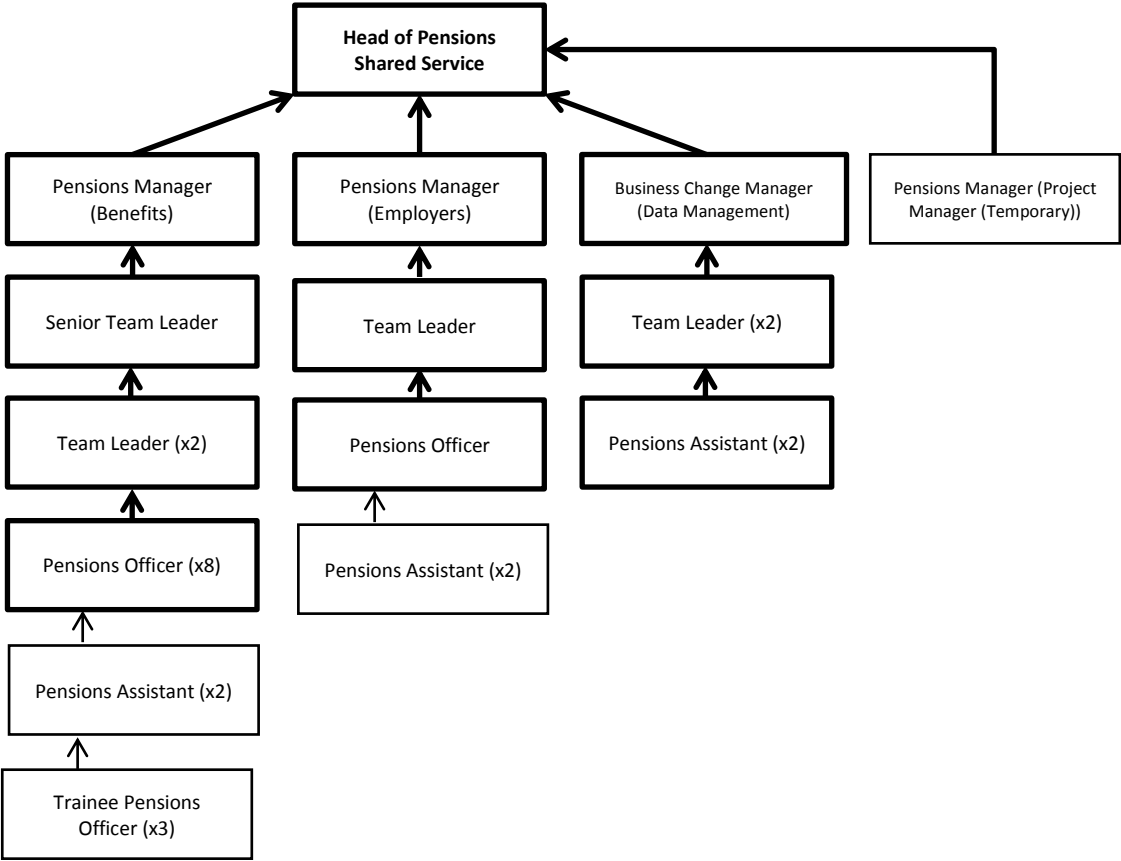 Head of Pensions
Shared Service
Pensions Manager
(Benefits)
Pensions Manager
(Employers)
Business Change Manager
(Data Management)
Pensions Manager (Project
Manager (Temporary))
Senior Team Leader
Team Leader
Team Leader (x2)
Team Leader (x2)
Pensions Officer
Pensions Assistant (x2)
Pensions Officer (x8)
Pensions Assistant (x2)
Pensions Assistant (x2)
Trainee Pensions
Officer (x3)